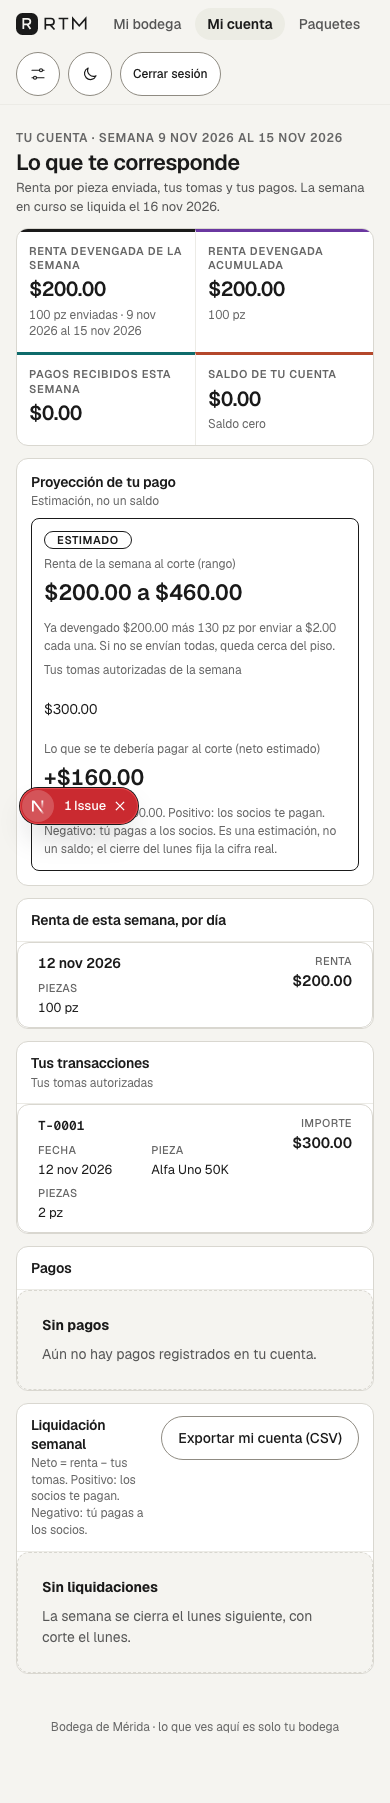 R RTM
Mi bodega
Mi cuenta
Paquetes
Cerrar sesión
TU CUENTA · SEMANA 9 NOV 2026 AL 15 NOV 2026
Lo que te corresponde
Renta por pieza enviada, tus tomas y tus pagos. La semana
en curso se liquida el 16 nov 2026.
RENTA DEVENGADA DE LA
SEMANA
$200.00
100 pz enviadas · 9 nov
2026 al 15 nov 2026
RENTA DEVENGADA
ACUMULADA
$200.00
100 pz
PAGOS RECIBIDOS ESTA
SEMANA
$0.00
SALDO DE TU CUENTA
$0.00
Saldo cero
Proyección de tu pago
Estimación, no un saldo
ESTIMADO
Renta de la semana al corte (rango)
$200.00 a $460.00
Ya devengado $200.00 más 130 pz por enviar a $2.00
cada una. Si no se envían todas, queda cerca del piso.
Tus tomas autorizadas de la semana
$300.00
Lo que se te debería pagar al corte (neto estimado)
+$160.00
N 1 Issue
00.00. Positivo: los socios te pagan.
Negativo: tú pagas a los socios. Es una estimación, no
un saldo; el cierre del lunes fija la cifra real.
Renta de esta semana, por día
12 nov 2026
PIEZAS
100 pz
RENTA
$200.00
Tus transacciones
Tus tomas autorizadas
T-0001
IMPORTE
$300.00
FECHA
12 nov 2026
PIEZA
Alfa Uno 50K
PIEZAS
2 pz
Pagos
Sin pagos
Aún no hay pagos registrados en tu cuenta.
Liquidación
semanal
Neto = renta − tus
tomas. Positivo: los
socios te pagan.
Negativo: tú pagas a
los socios.
Exportar mi cuenta (CSV)
Sin liquidaciones
La semana se cierra el lunes siguiente, con
corte el lunes.
Bodega de Mérida · lo que ves aquí es solo tu bodega